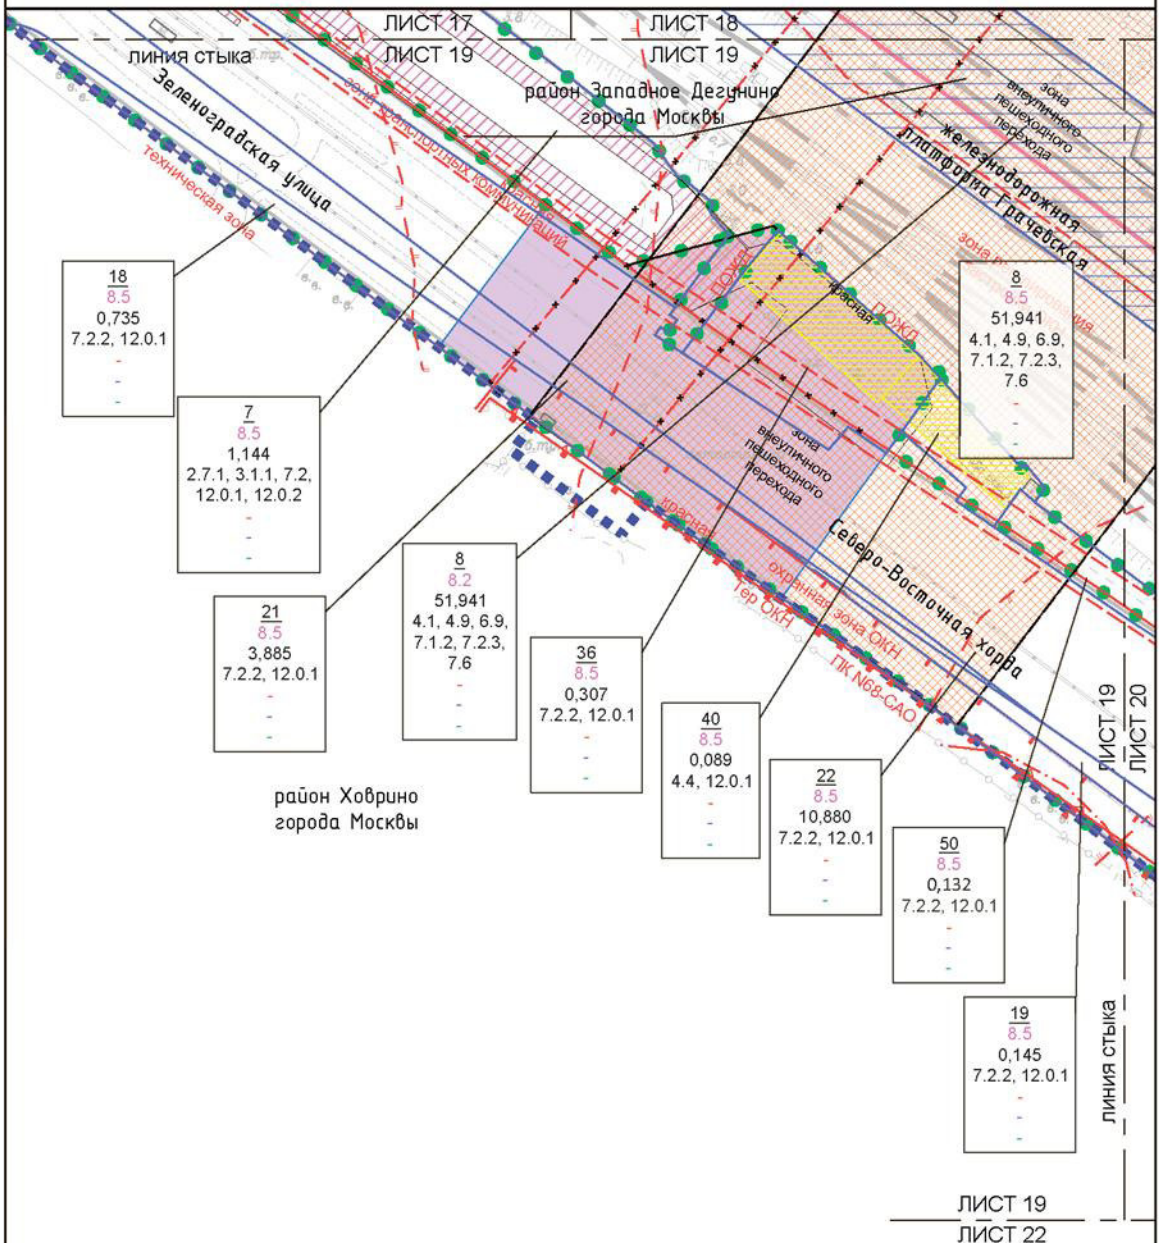 ЛИСТ 17
ЛИСТ 18
линия стыка
ЛИСТ 19
ЛИСТ 19
район Западное Дегунино
города Москвы
Зеленоградская улица
техническая зона
зона транспортных коммуникаций
красная
зона
внеуличного
пешеходного
перехода
железнодорожная
платформа Грачевская
ПОЖД
ПОЖД
красная
18
8.5
0,735
7.2.2, 12.0.1
-
-
-
8
8.5
51,941
4.1, 4.9, 6.9,
7.1.2, 7.2.3,
7.6
-
-
-
7
8.5
1,144
2.7.1, 3.1.1, 7.2,
12.0.1, 12.0.2
-
-
-
зона
внеуличного
пешеходного
перехода
красная
охранная зона ОКН
Тер ОКН
ПК N68-САО
Северо-Восточная хорда
21
8.5
3,885
7.2.2, 12.0.1
-
-
-
8
8.2
51,941
4.1, 4.9, 6.9,
7.1.2, 7.2.3,
7.6
-
-
-
36
8.5
0,307
7.2.2, 12.0.1
-
-
-
40
8.5
0,089
4.4, 12.0.1
-
-
-
22
8.5
10,880
7.2.2, 12.0.1
-
-
-
50
8.5
0,132
7.2.2, 12.0.1
-
-
-
19
8.5
0,145
7.2.2, 12.0.1
-
-
-
район Ховрино
города Москвы
ЛИСТ 19
ЛИСТ 20
линия стыка
ЛИСТ 19
ЛИСТ 22